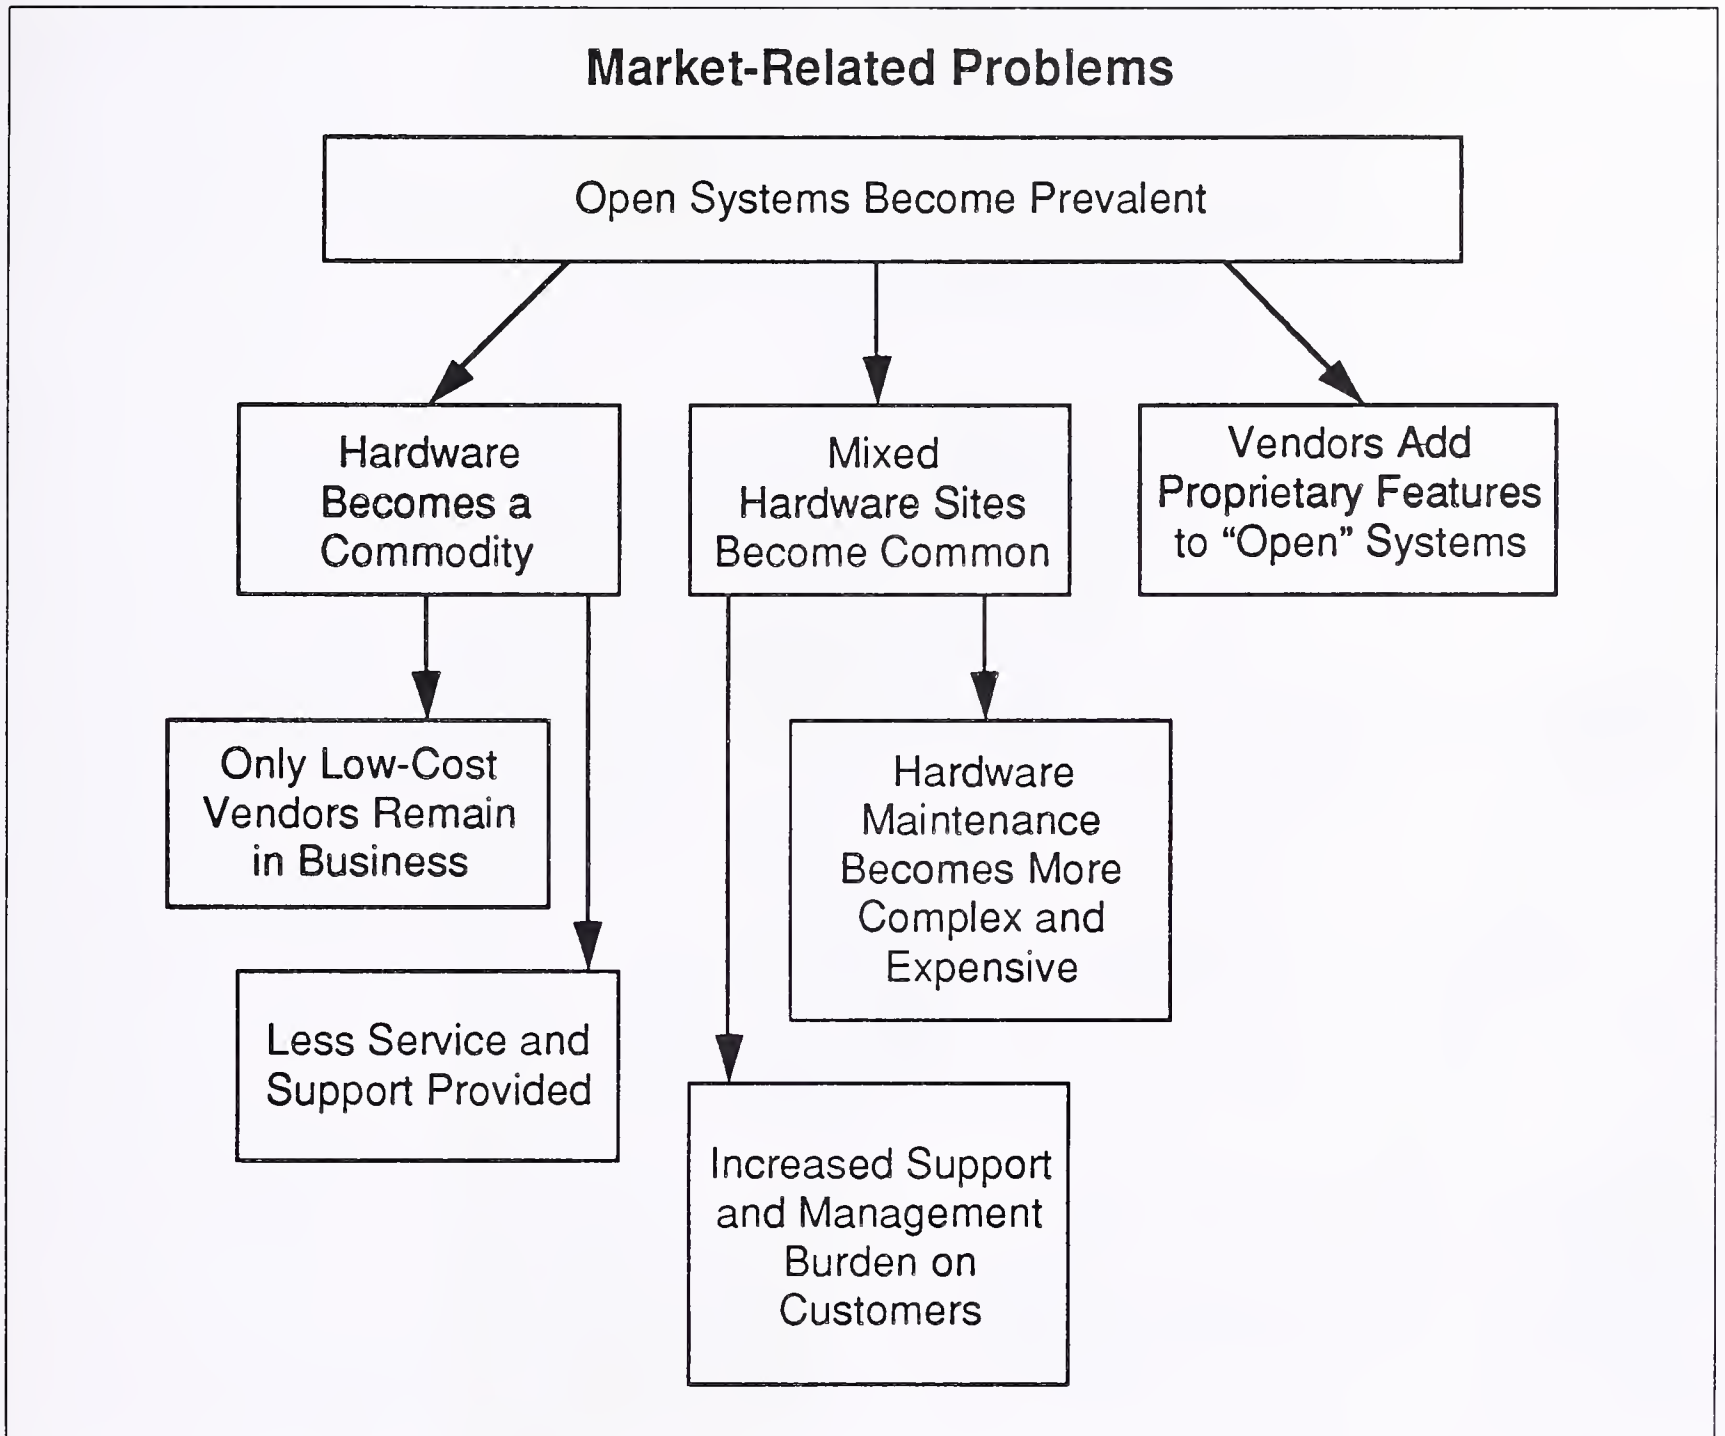 Market-Related Problems
Open Systems Become Prevalent
Hardware
Becomes a
Commodity
Mixed
Hardware Sites
Become Common
Vendors Add
Proprietary Features
to “Open” Systems
Only Low-Cost
Vendors Remain
in Business
Hardware
Maintenance
Becomes More
Complex and
Expensive
Less Service and
Support Provided
Increased Support
and Management
Burden on
Customers